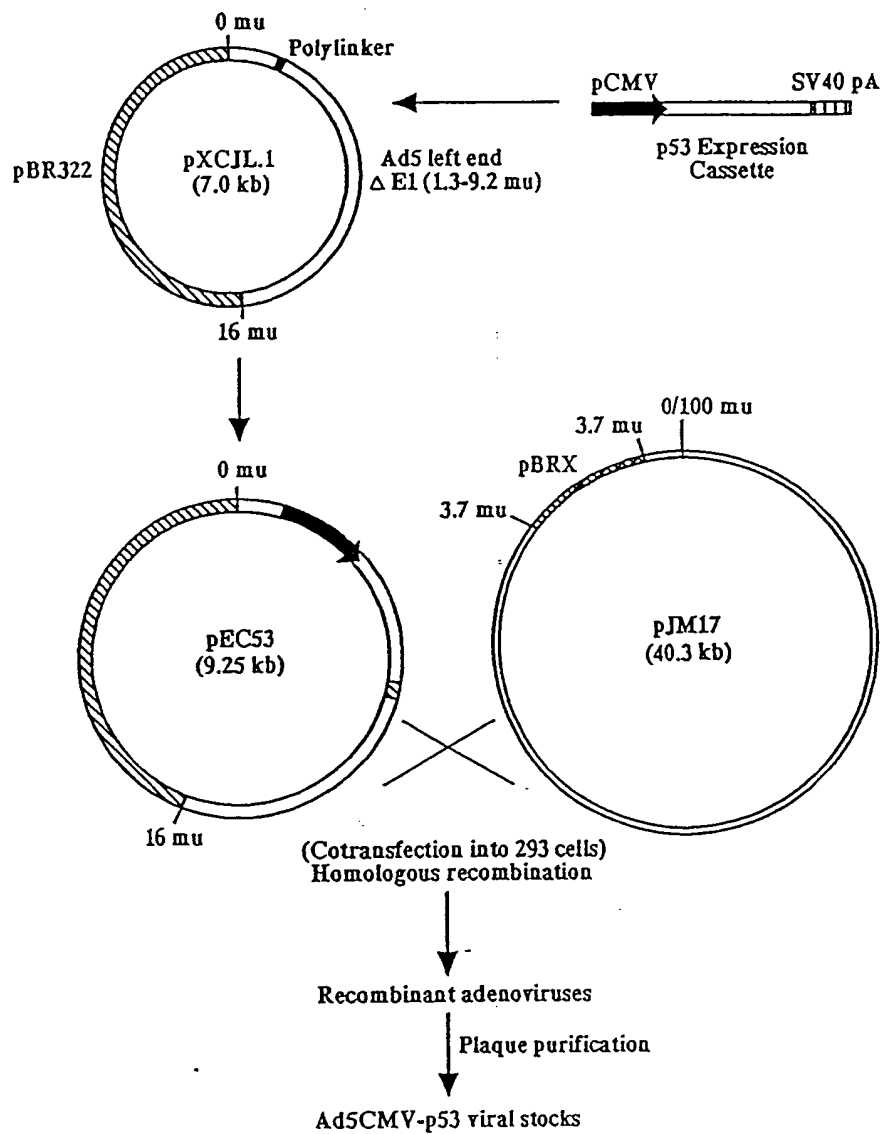 0 mu
Polylinker
pCMV
SV40 pA
pBR322
pXCJL.1
(7.0 kb)
Ad5 left end
△ E1 (1.3-9.2 mu)
p53 Expression
Cassette
16 mu
0 mu
0/100 mu
3.7 mu
pBRX
3.7 mu
pEC53
(9.25 kb)
pJM17
(40.3 kb)
16 mu
(Cotransfection into 293 cells)
Homologous recombination
Recombinant adenoviruses
Plaque purification
Ad5CMV-p53 viral stocks